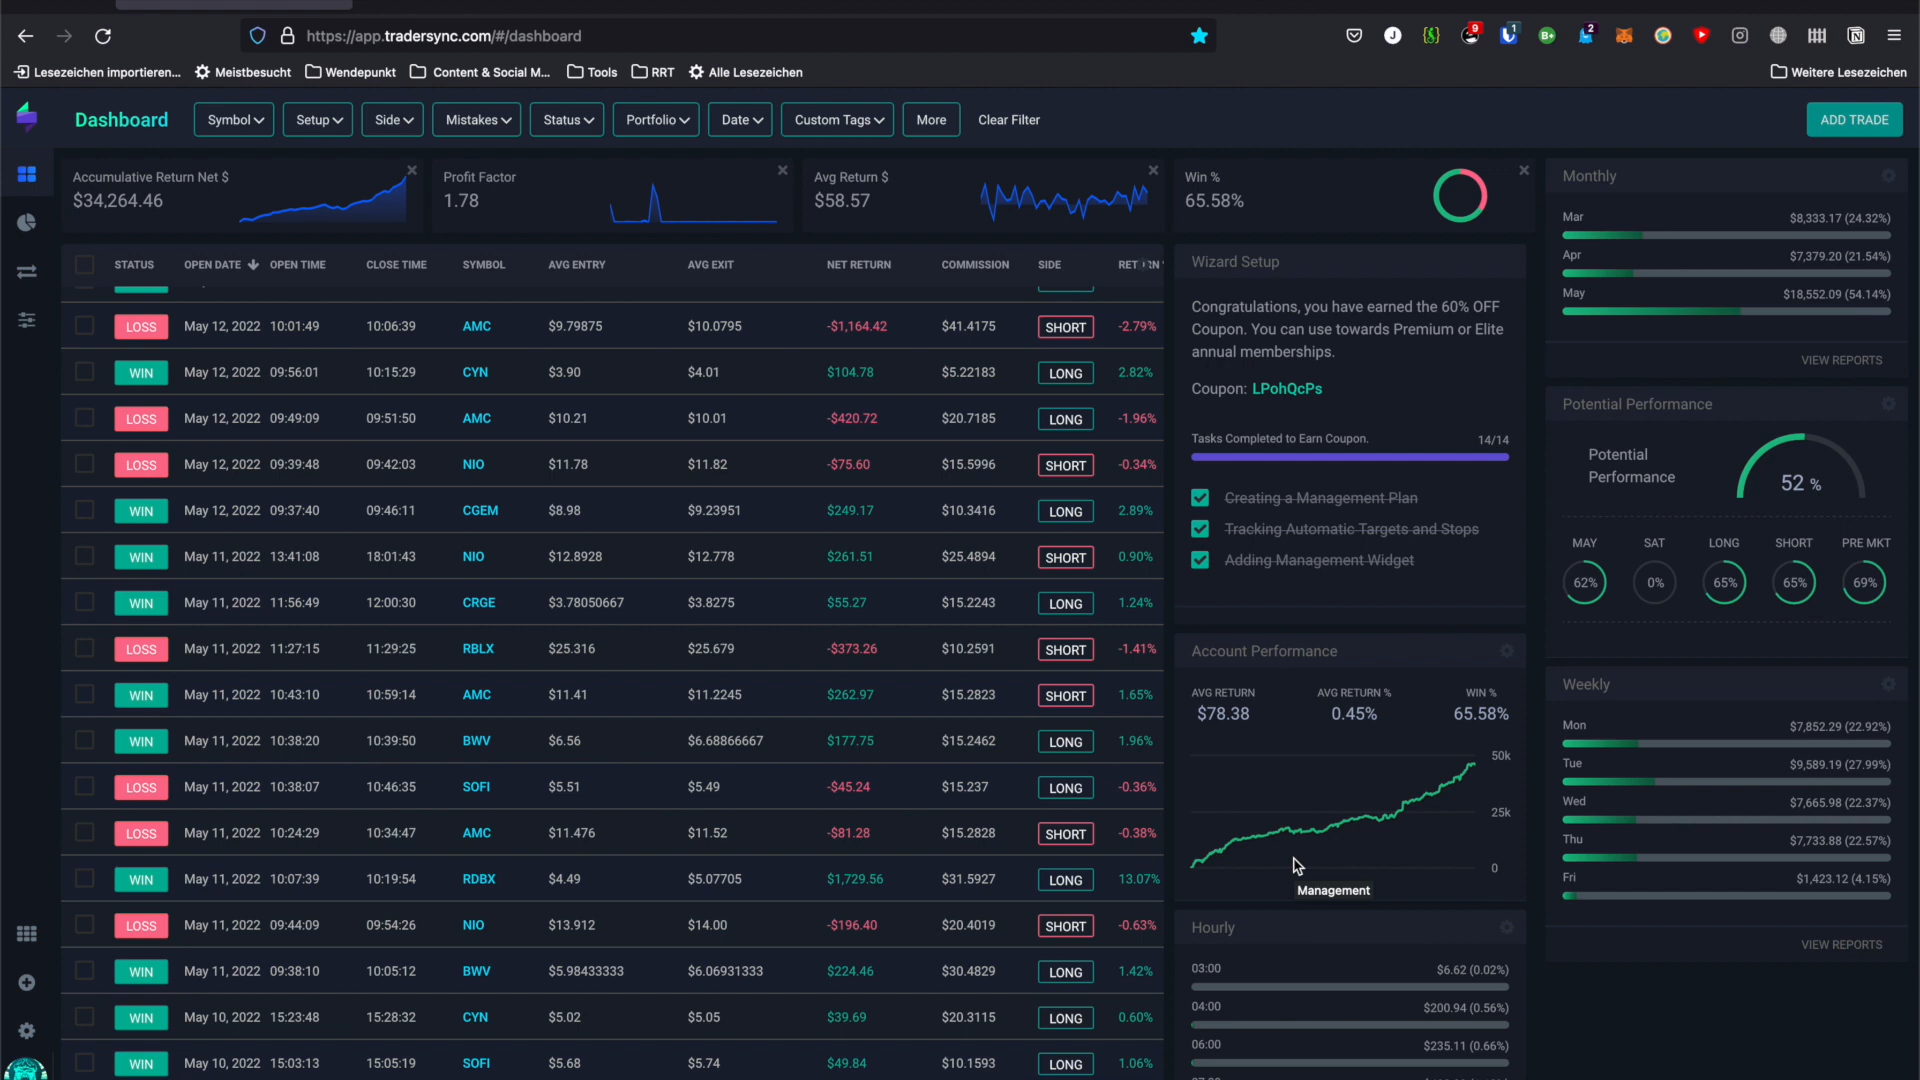 https://app.tradersync.com/#/dashboard
J
9
1
B+
2
Lesezeichen importieren...
Meistbesucht
Wendepunkt
Content & Social M...
Tools
RRT
Alle Lesezeichen
Weitere Lesezeichen
Dashboard
Symbol
Setup
Side
Mistakes
Status
Portfolio
Date
Custom Tags
More
Clear Filter
ADD TRADE
Accumulative Return Net $
$34,264.46
Profit Factor
1.78
Avg Return $
$58.57
Win %
65.58%
STATUS OPEN DATE OPEN TIME CLOSE TIME SYMBOL AVG ENTRY AVG EXIT NET RETURN COMMISSION SIDE
LOSS May 12, 2022 10:01:49 10:06:39 AMC $9.79875 $10.0795 -$1,164.42 $41.4175 SHORT -2.79%
WIN May 12, 2022 09:56:01 10:15:29 CYN $3.90 $4.01 $104.78 $5.22183 LONG 2.82%
LOSS May 12, 2022 09:49:09 09:51:50 AMC $10.21 $10.01 -$420.72 $20.7185 LONG -1.96%
LOSS May 12, 2022 09:39:48 09:42:03 NIO $11.78 $11.82 -$75.60 $15.5996 SHORT -0.34%
WIN May 12, 2022 09:37:40 09:46:11 CGEM $8.98 $9.23951 $249.17 $10.3416 LONG 2.89%
WIN May 11, 2022 13:41:08 18:01:43 NIO $12.8928 $12.778 $261.51 $25.4894 SHORT 0.90%
WIN May 11, 2022 11:56:49 12:00:30 CRGE $3.78050667 $3.8275 $55.27 $15.2243 LONG 1.24%
LOSS May 11, 2022 11:27:15 11:29:25 RBLX $25.316 $25.679 -$373.26 $10.2591 SHORT -1.41%
WIN May 11, 2022 10:43:10 10:59:14 AMC $11.41 $11.2245 $262.97 $15.2823 SHORT 1.65%
WIN May 11, 2022 10:38:20 10:39:50 BWV $6.56 $6.68866667 $177.75 $15.2462 LONG 1.96%
LOSS May 11, 2022 10:38:07 10:46:35 SOFI $5.51 $5.49 -$45.24 $15.237 LONG -0.36%
LOSS May 11, 2022 10:24:29 10:34:47 AMC $11.476 $11.52 -$81.28 $15.2828 SHORT -0.38%
WIN May 11, 2022 10:07:39 10:19:54 RDBX $4.49 $5.07705 $1,729.56 $31.5927 LONG 13.07%
LOSS May 11, 2022 09:44:09 09:54:26 NIO $13.912 $14.00 -$196.40 $20.4019 SHORT -0.63%
WIN May 11, 2022 09:38:10 10:05:12 BWV $5.98433333 $6.06931333 $224.46 $30.4829 LONG 1.42%
WIN May 10, 2022 15:23:48 15:28:32 CYN $5.02 $5.05 $39.69 $20.3115 LONG 0.60%
WIN May 10, 2022 15:03:13 15:05:19 SOFI $5.68 $5.74 $49.84 $10.1593 LONG 1.06%
Wizard Setup
Congratulations, you have earned the 60% OFF
Coupon. You can use towards Premium or Elite
annual memberships.
Coupon: LPohQcPs
Tasks Completed to Earn Coupon. 14/14
Creating a Management Plan
Tracking Automatic Targets and Stops
Adding Management Widget
Account Performance
AVG RETURN AVG RETURN % WIN %
$78.38 0.45% 65.58%
50k
25k
0
Management
Hourly
03:00 $6.62 (0.02%)
04:00 $200.94 (0.56%)
06:00 $235.11 (0.66%)
Monthly
Mar $8,333.17 (24.32%)
Apr $7,379.20 (21.54%)
May $18,552.09 (54.14%)
VIEW REPORTS
Potential Performance
Potential
Performance
52 %
MAY SAT LONG SHORT PRE MKT
62% 0% 65% 65% 69%
Weekly
Mon $7,852.29 (22.92%)
Tue $9,589.19 (27.99%)
Wed $7,665.98 (22.37%)
Thu $7,733.88 (22.57%)
Fri $1,423.12 (4.15%)
VIEW REPORTS